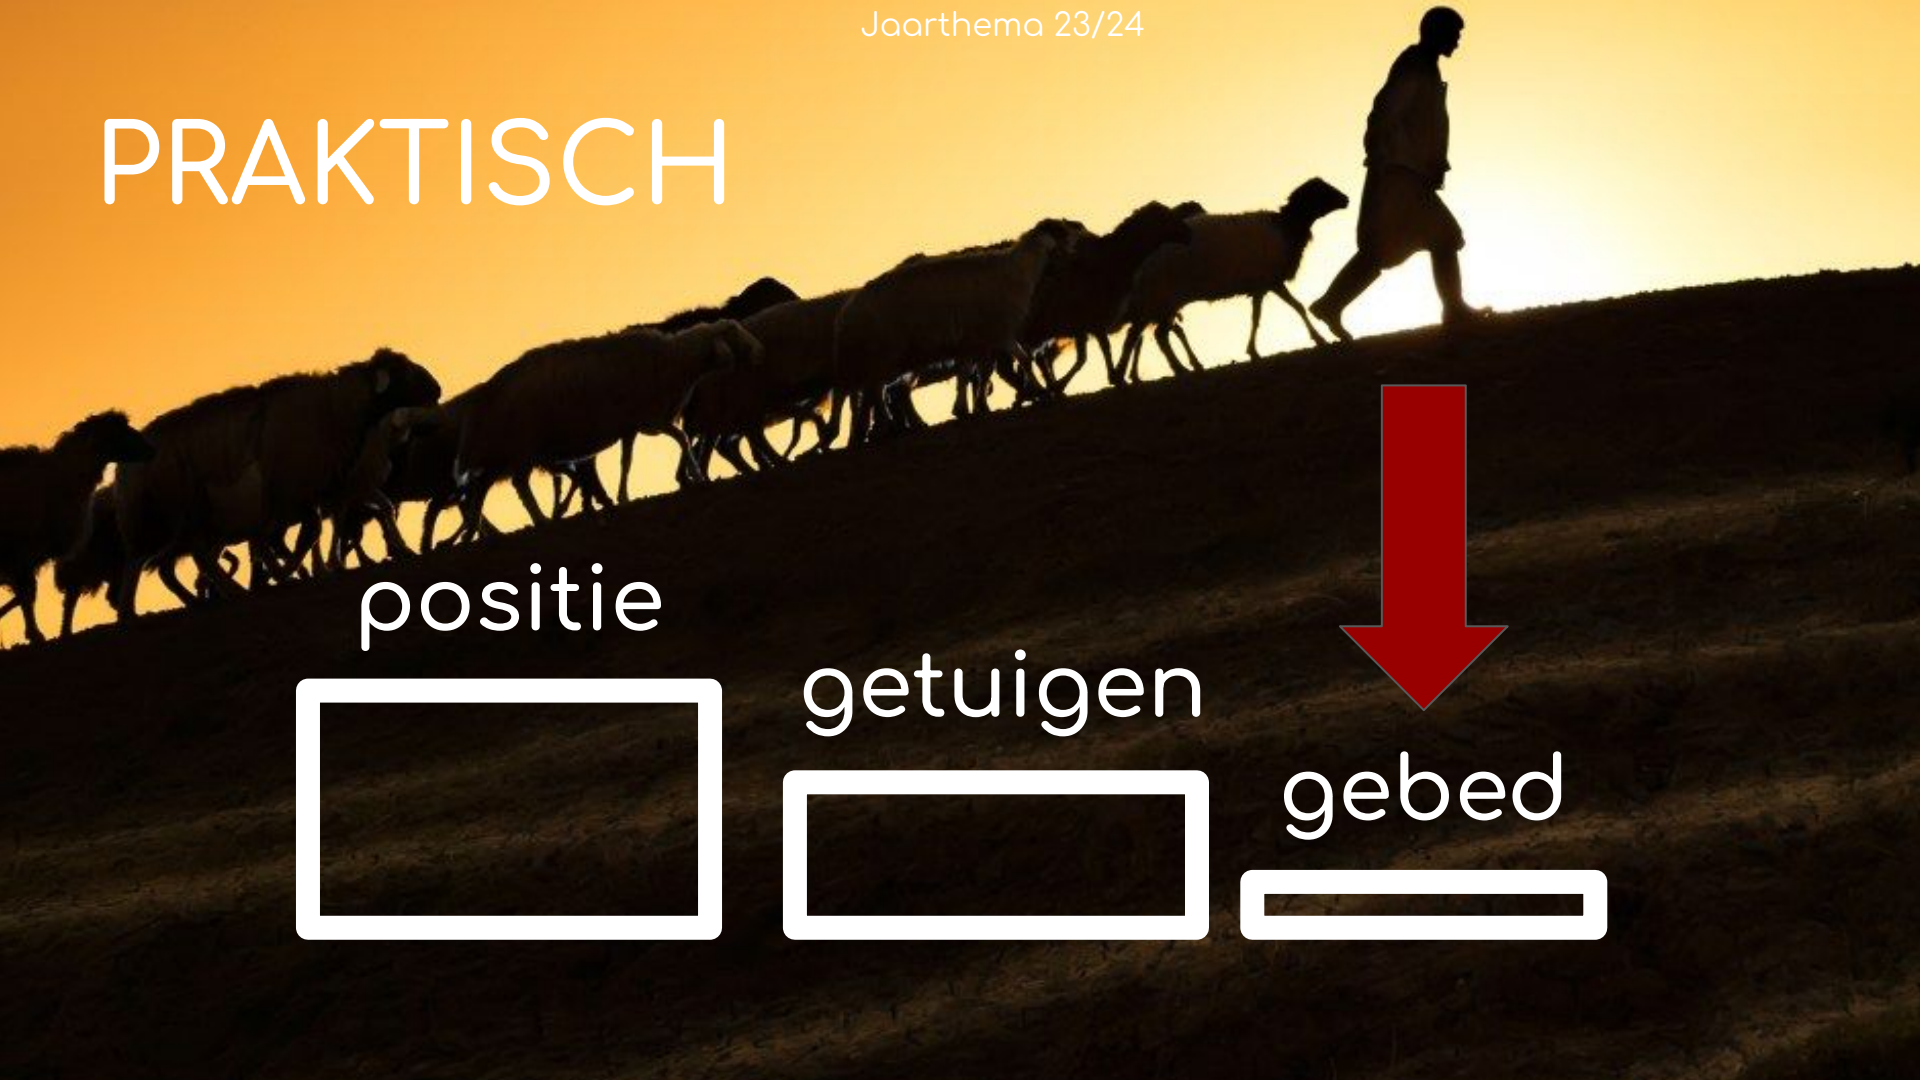 Jaarthema 23/24
PRAKTISCH
positie
getuigen
gebed